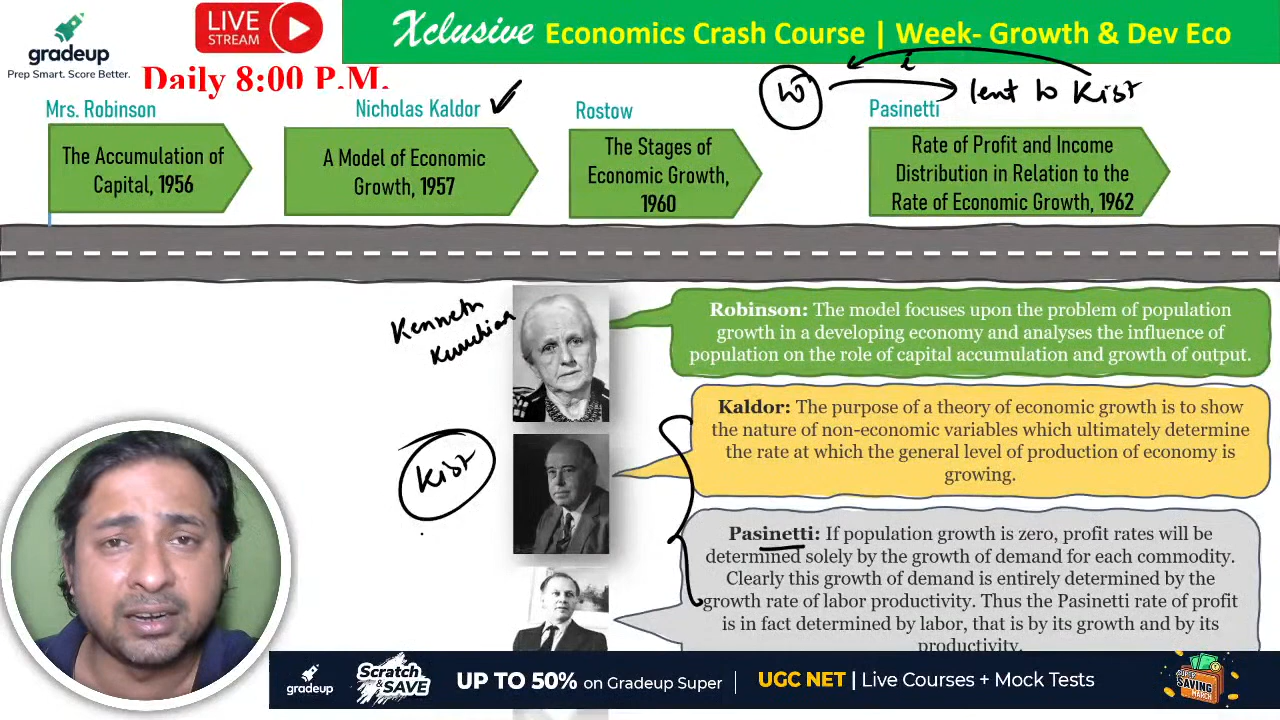 gradeup
Prep Smart. Score Better.
LIVE
STREAM
Xclusive Economics Crash Course | Week- Growth & Dev Eco
Daily 8:00 P.M.
i
W
lent to Kist
Mrs. Robinson
The Accumulation of
Capital, 1956
Nicholas Kaldor
A Model of Economic
Growth, 1957
Rostow
The Stages of
Economic Growth,
1960
Pasinetti
Rate of Profit and Income
Distribution in Relation to the
Rate of Economic Growth, 1962
Kenneth
Robinson: The model focuses upon the problem of population
growth in a developing economy and analyses the influence of
population on the role of capital accumulation and growth of output.
Kist
Kaldor: The purpose of a theory of economic growth is to show
the nature of non-economic variables which ultimately determine
the rate at which the general level of production of economy is
growing.
Pasinetti: If population growth is zero, profit rates will be
determined solely by the growth of demand for each commodity.
Clearly this growth of demand is entirely determined by the
growth rate of labor productivity. Thus the Pasinetti rate of profit
is in fact determined by labor, that is by its growth and by its
productivity.
gradeup
Scratch
& SAVE
UP TO 50% on Gradeup Super
UGC NET | Live Courses + Mock Tests
SUPER
SAVING
MARCH